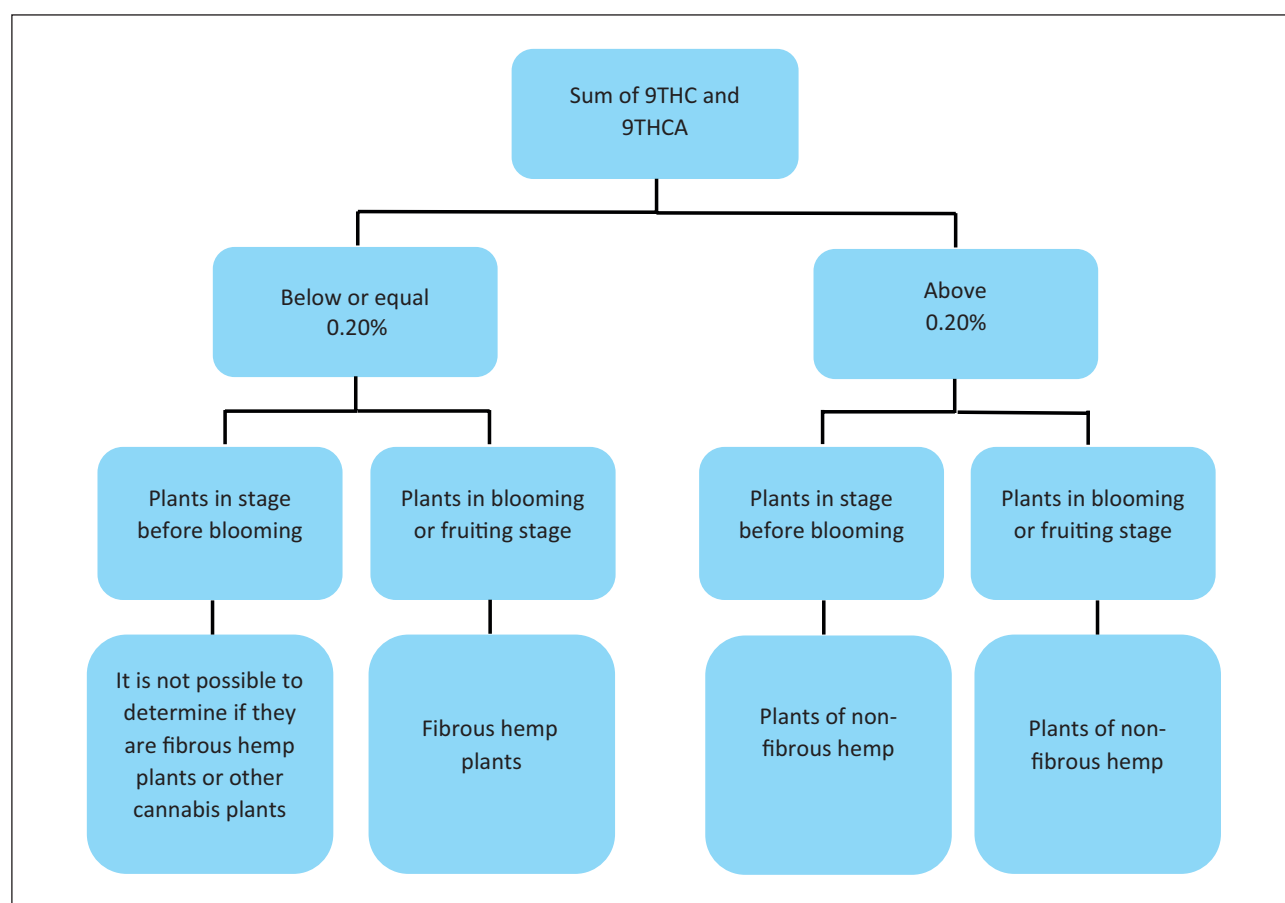 Sum of 9THC and
9THCA
Below or equal
0.20%
Above
0.20%
Plants in stage
before blooming
Plants in blooming
or fruiting stage
Plants in stage
before blooming
Plants in blooming
or fruiting stage
It is not possible to
determine if they
are fibrous hemp
plants or other
cannabis plants
Fibrous hemp
plants
Plants of non-
fibrous hemp
Plants of non-
fibrous hemp